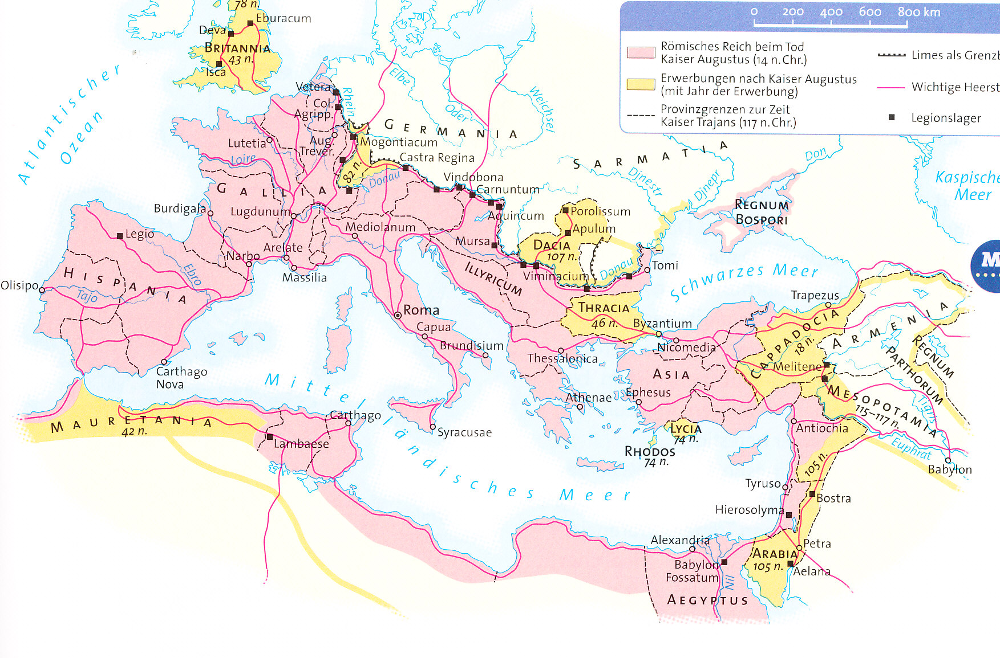 0 200 400 600 800 km
Römisches Reich beim Tod
Kaiser Augustus (14 n. Chr.)
Erwerbungen nach Kaiser Augustus
(mit Jahr der Erwerbung)
Provinzgrenzen zur Zeit
Kaiser Trajans (117 n. Chr.)
Limes als Grenzb
Wichtige Heerst
Legionslager
78 n.
Eburacum
Deva
BRITANNIA
43 n.
Isca
Atlantischer
Ozean
Vetera
Rhein
Col.
Agripp.
Elbe
Oder
Weichsel
GERMANIA
Lutetia
Aug.
Trever.
Mogontiacum
Loire
Castra Regina
82 n.
Donau
SARMATIA
Djnestr
Djnepr
Don
Kaspische
Meer
GALLIA
Vindobona
Carnuntum
Burdigala
Lugdunum
Aquincum
Porolissum
REGNUM
BOSPORI
Mediolanum
Apulum
Legio
Mursa
DACIA
107 n.
Arelate
Narbo
Massilia
HISPANIA
Ebro
Olisipo
Tajo
ILLYRICUM
Viminacium
Donau
Tomi
Schwarzes Meer
M
Trapezus
Roma
THRACIA
46 n.
Byzantium
Capua
Brundisium
Nicomedia
CAPPADOCIA
18 n.
ARMENIA
Thessalonica
Melitene
REGNUM
PARTHORUM
Carthago
Nova
ASIA
Mittelländisches Meer
Athenae
Ephesus
MESOPOTAMIA
115–117 n.
Tigris
MAURETANIA
42 n.
Carthago
Syracusae
Lambaese
LYCIA
74 n.
RHODOS
74 n.
Antiochia
Euphrat
Babylon
105 n.
Tyruso
Bostra
Hierosolyma
Alexandria
Petra
ARABIA
105 n.
Babylon
Fossatum
Aelana
Nil
AEGYPTUS